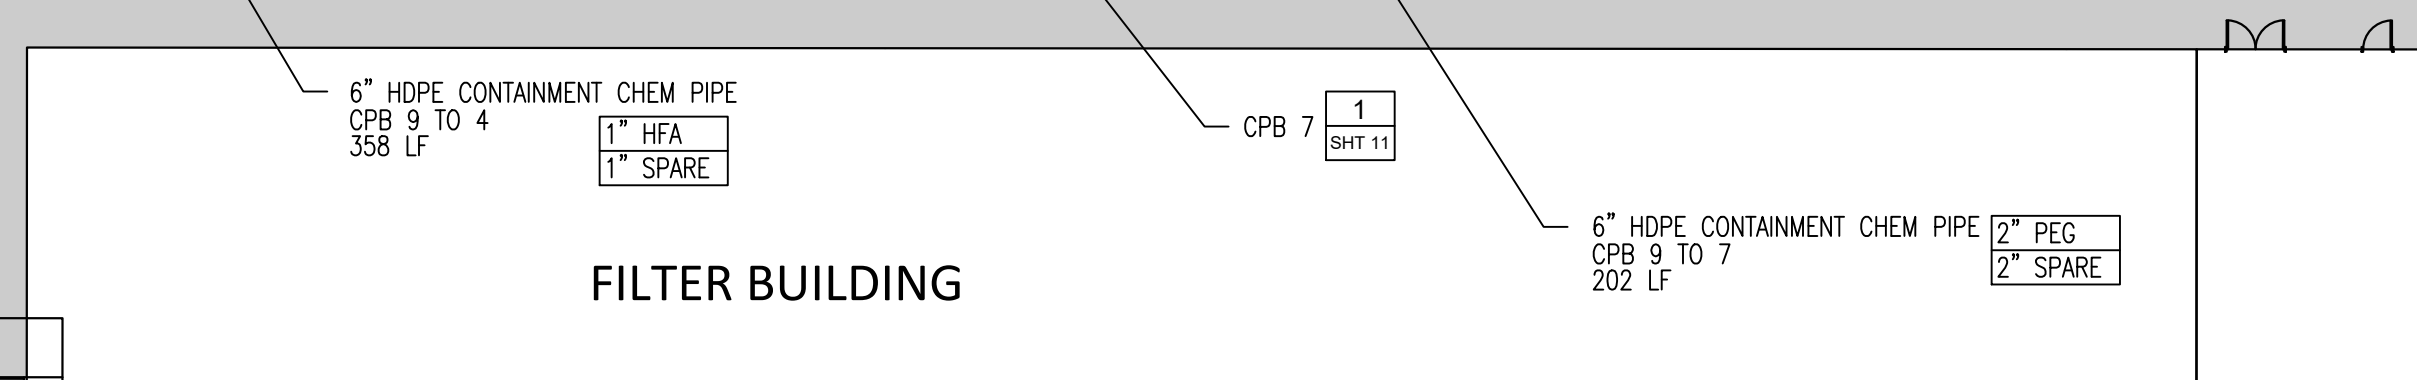 6” HDPE CONTAINMENT CHEM PIPE
CPB 9 TO 4
358 LF
1” HFA
1” SPARE
CPB 7
1
SHT 11
6” HDPE CONTAINMENT CHEM PIPE
CPB 9 TO 7
202 LF
2” PEG
2” SPARE
FILTER BUILDING